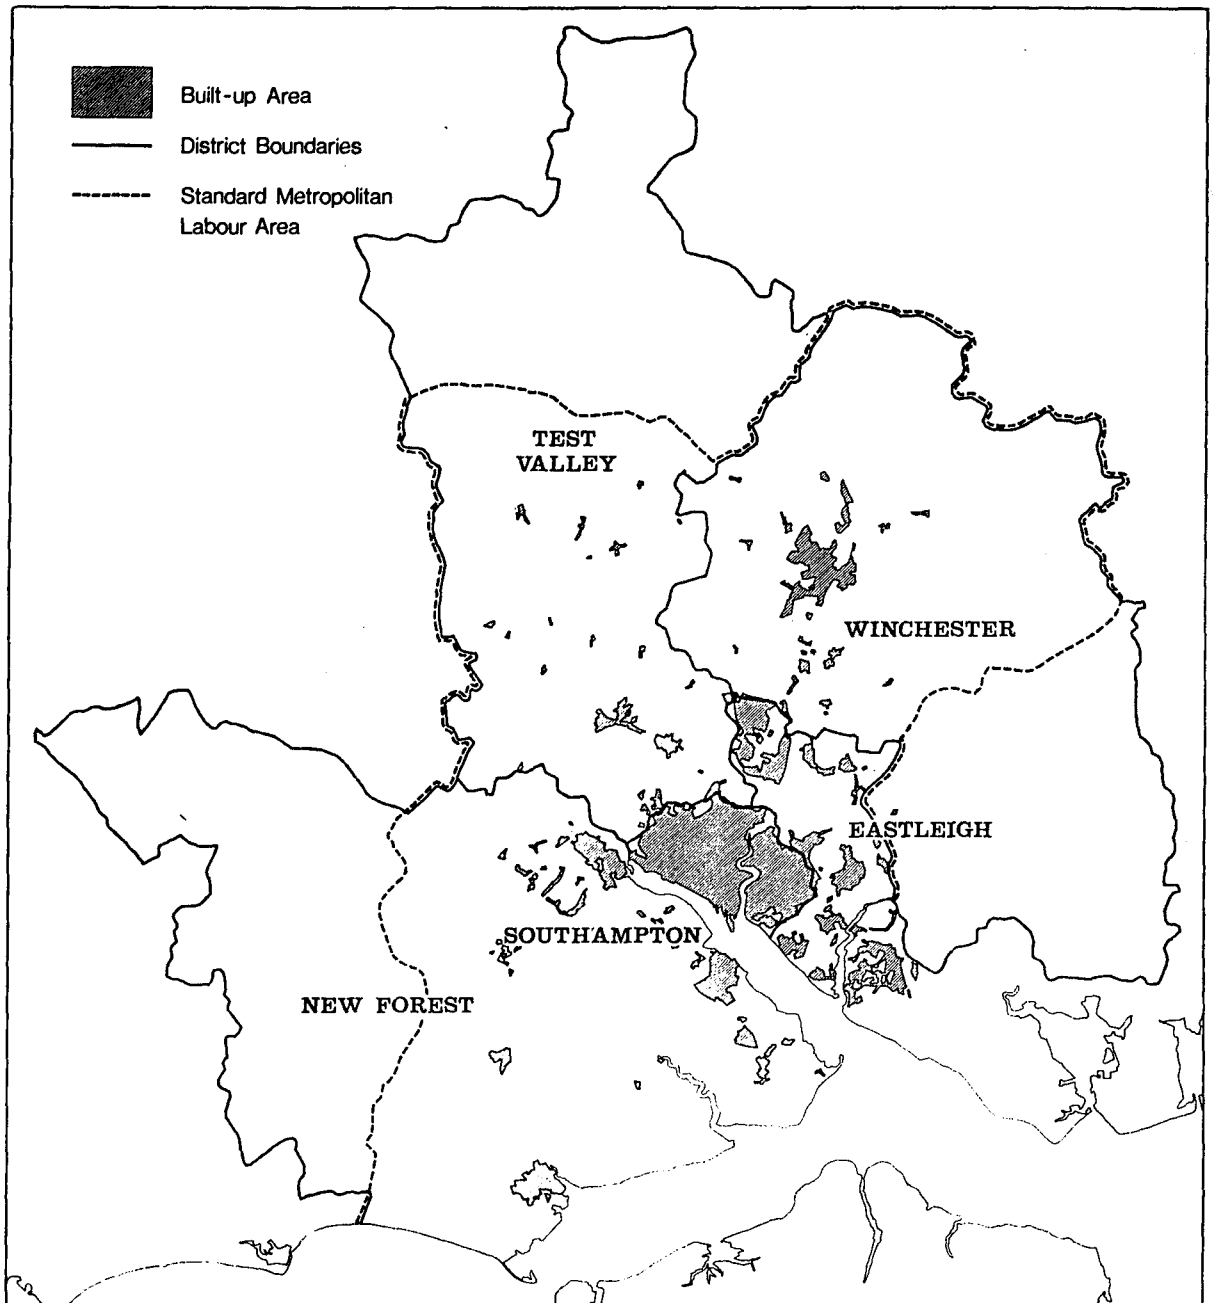 Built-up Area
District Boundaries
Standard Metropolitan
Labour Area
TEST
VALLEY
WINCHESTER
EASTLEIGH
SOUTHAMPTON
NEW FOREST